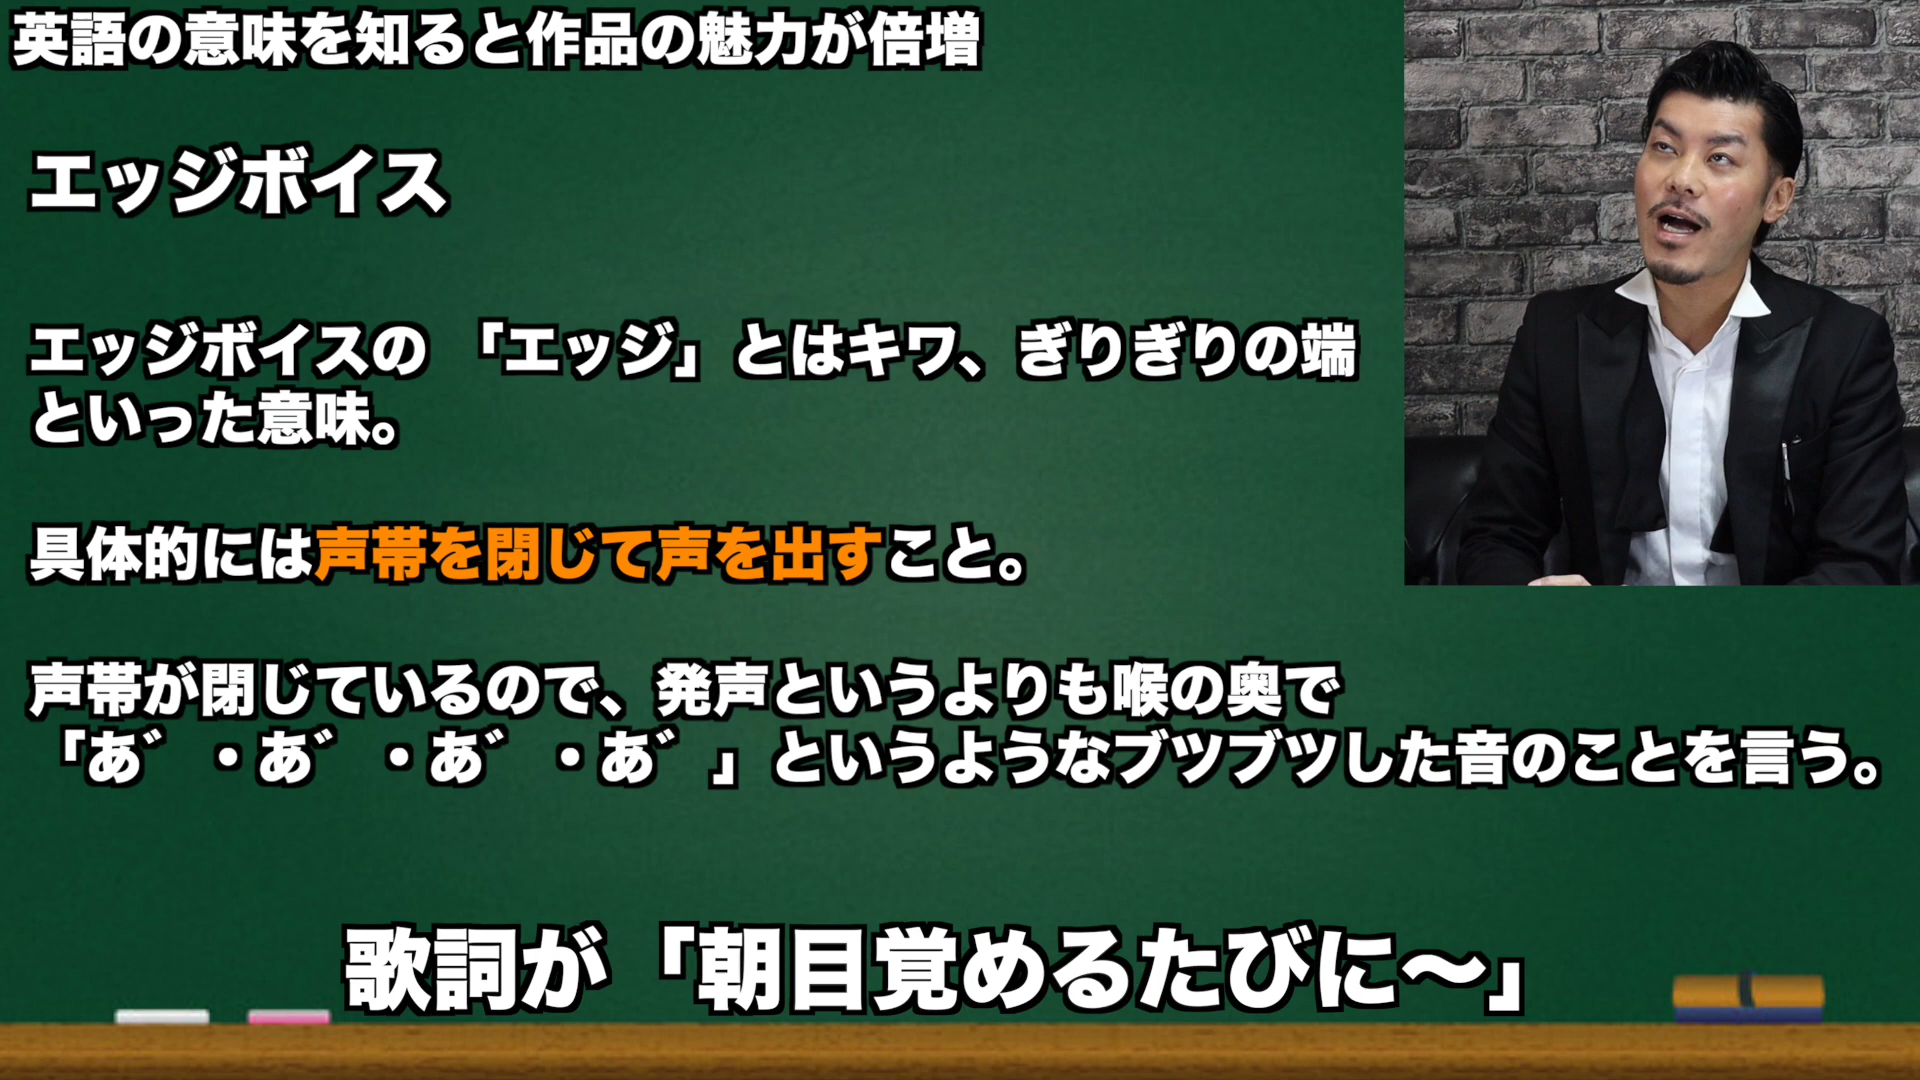 英語の意味を知ると作品の魅力が倍増
エッジボイス
エッジボイスの 「エッジ」とはキワ、ぎりぎりの端
といった意味。
具体的には声帯を閉じて声を出すこと。
声帯が閉じているので、発声というよりも喉の奥で
「あ゛・あ゛・あ゛・あ゛」というようなブツブツした音のことを言う。
歌詞が「朝目覚めるたびに〜」